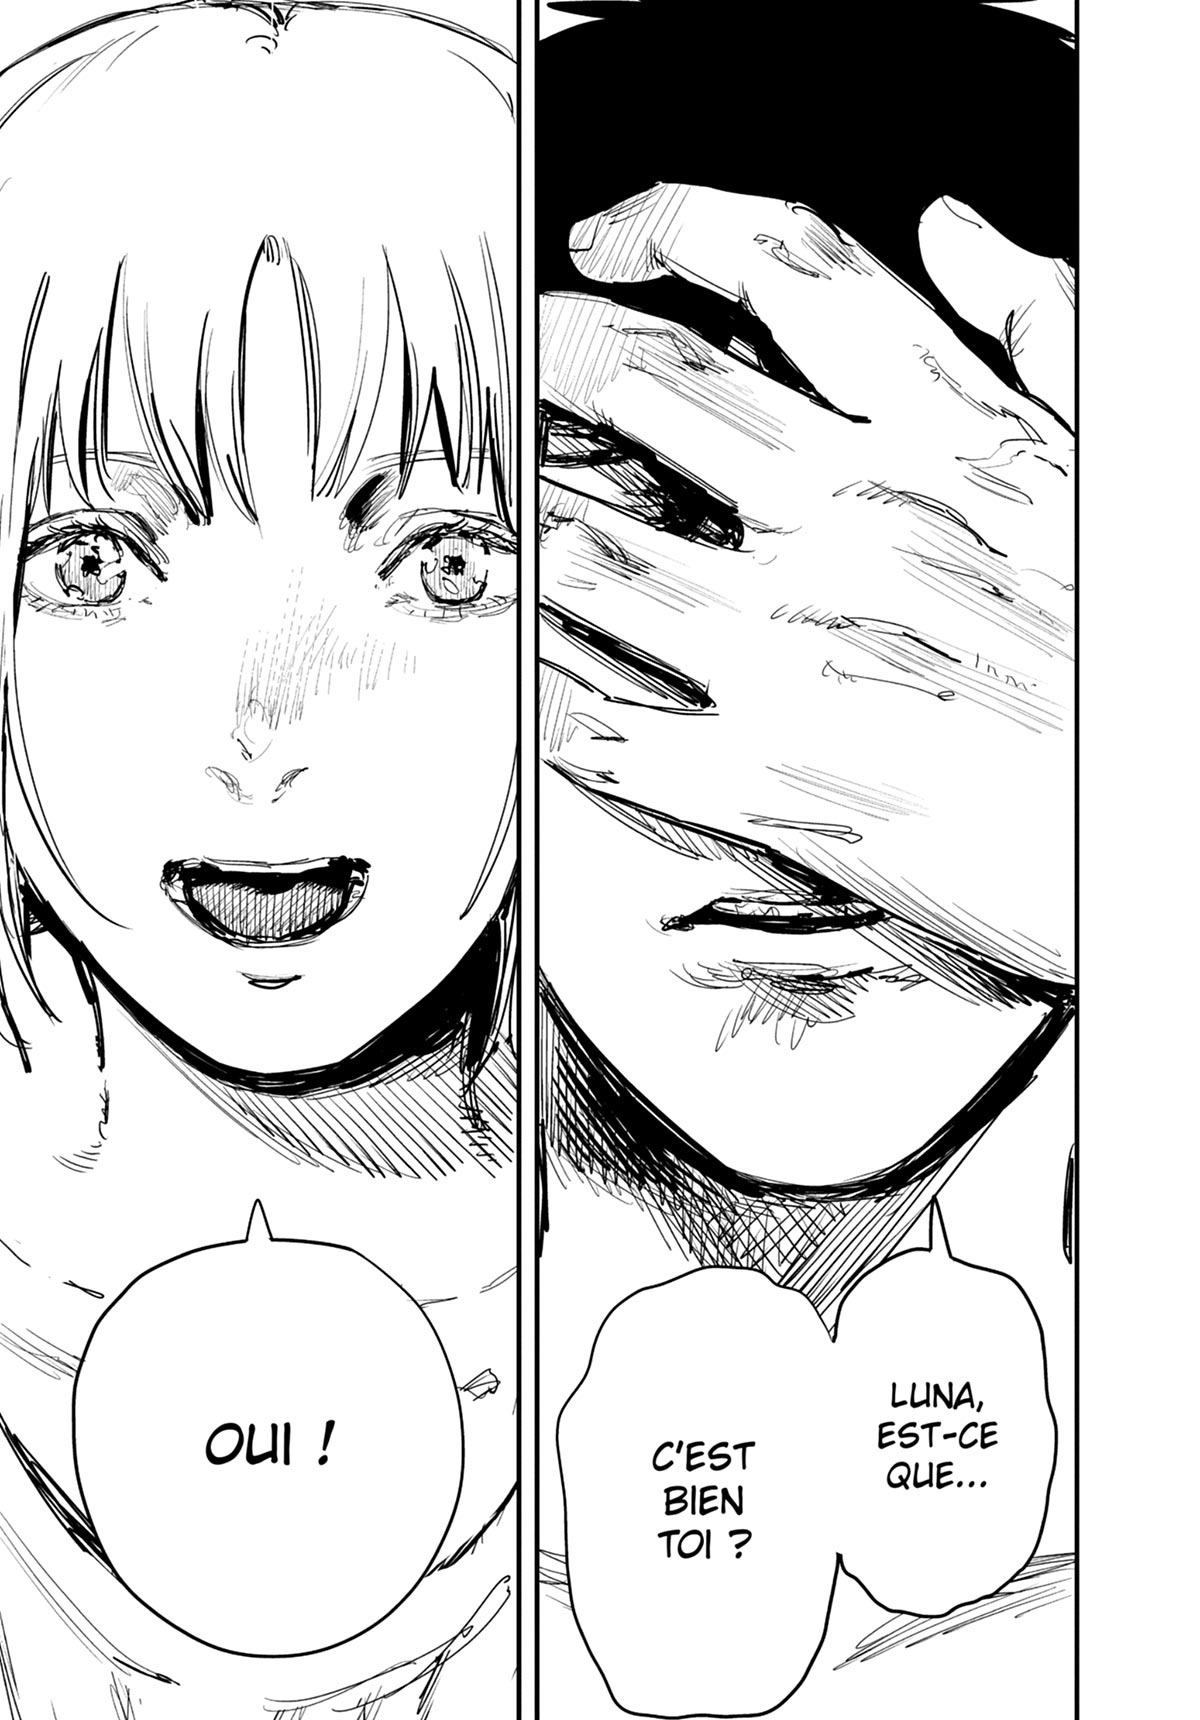 LUNA,
EST-CE
QUE...
C'EST
BIEN
TOI ?
OUI !